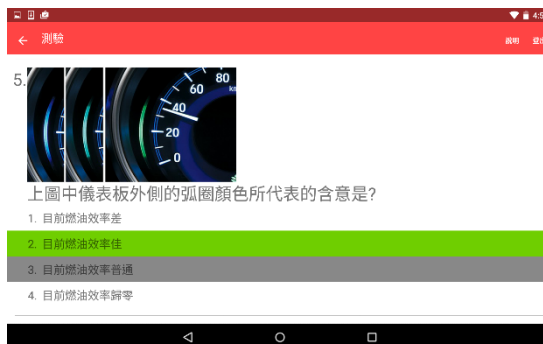 測驗
說明
5.
80
60
40
20
0
上圖中儀表板外側的弧圈顏色所代表的含意是?
1. 目前燃油效率差
2. 目前燃油效率佳
3. 目前燃油效率普通
4. 目前燃油效率歸零